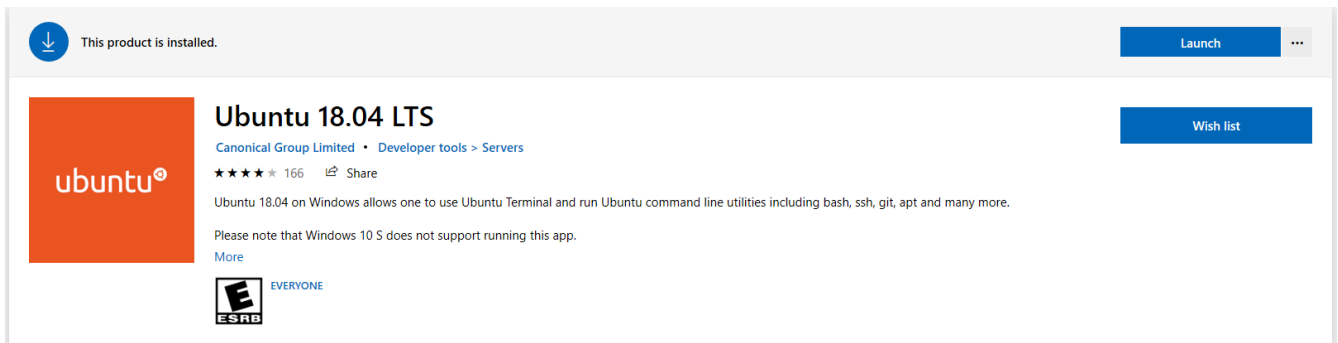 This product is installed.
Launch
...
ubuntu
Ubuntu 18.04 LTS
Canonical Group Limited • Developer tools > Servers
★★★★★ 166 Share
Ubuntu 18.04 on Windows allows one to use Ubuntu Terminal and run Ubuntu command line utilities including bash, ssh, git, apt and many more.
Please note that Windows 10 S does not support running this app.
More
E
ESRB
EVERYONE
Wish list